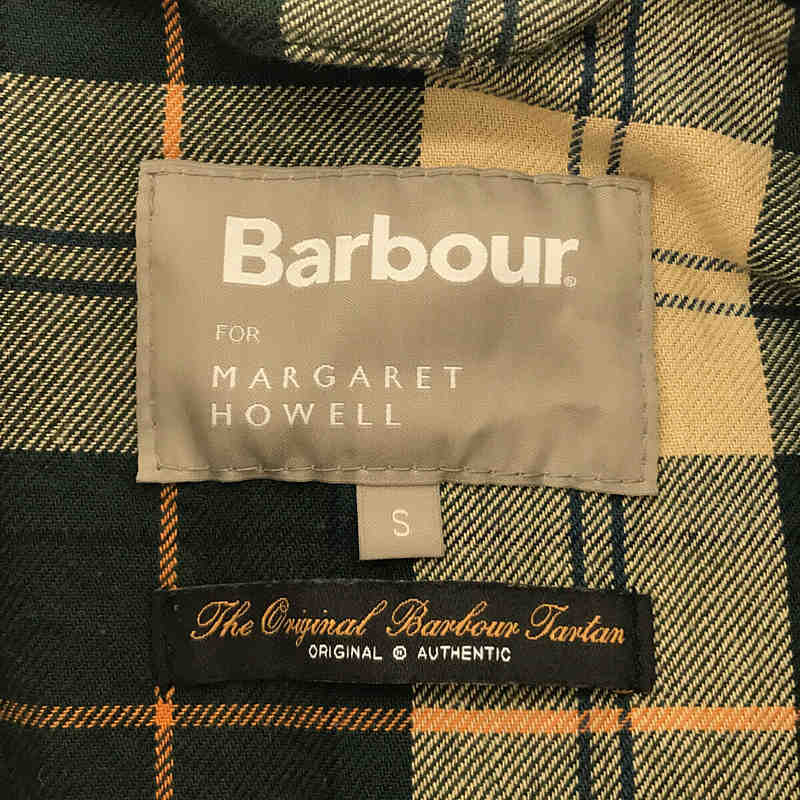 Barbour®
FOR
MARGARET
HOWELL
S
The Original Barbour Tartan
ORIGINAL ® AUTHENTIC